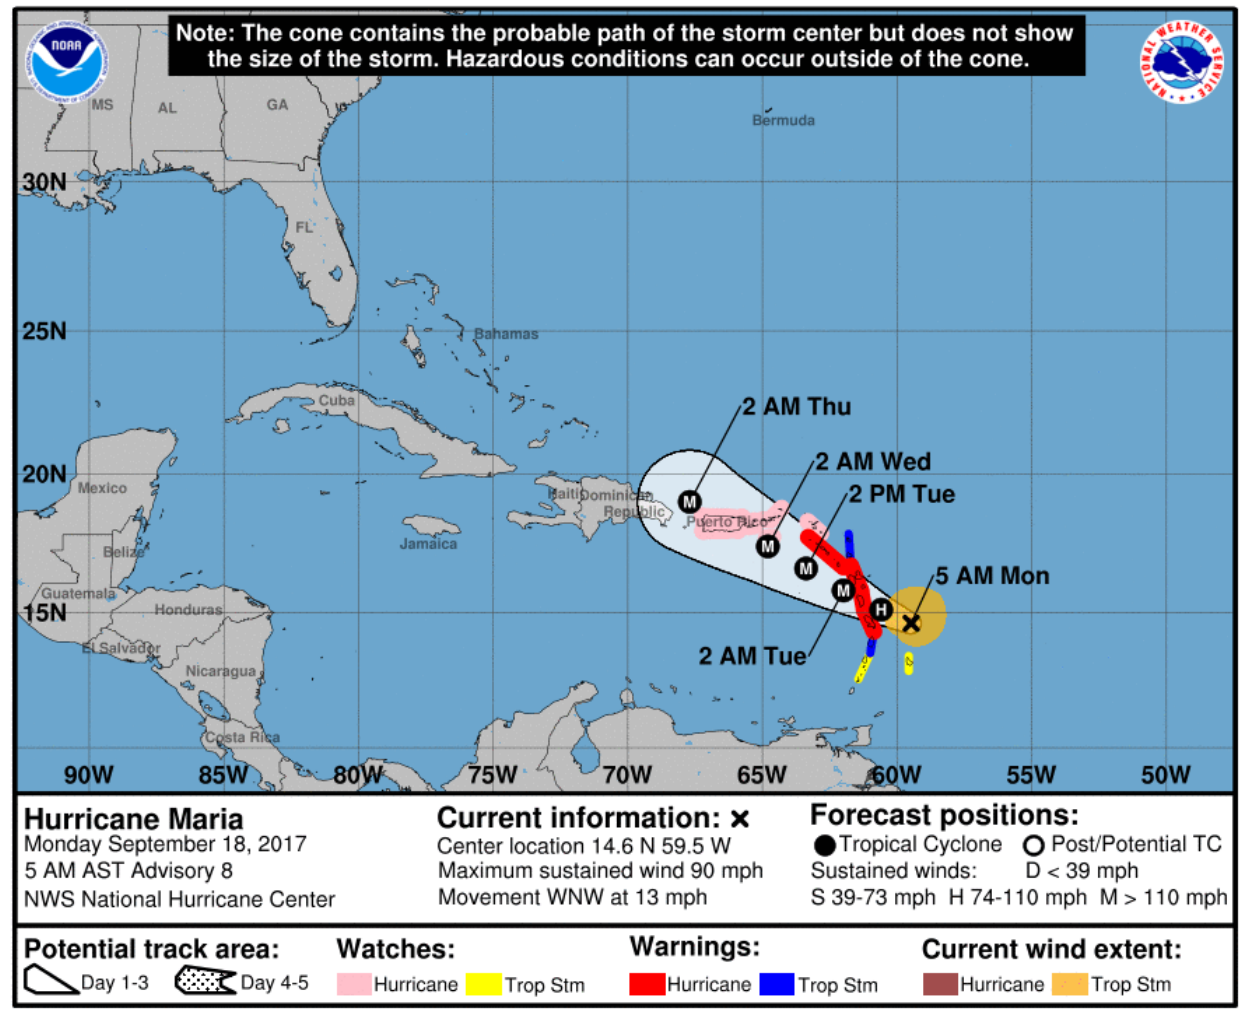 Note: The cone contains the probable path of the storm center but does not show
the size of the storm. Hazardous conditions can occur outside of the cone.
NOAA
NATIONAL WEATHER SERVICE
MS
AL
GA
Bermuda
30N
FL
25N
Bahamas
Cuba
2 AM Thu
20N
2 AM Wed
Mexico
Haiti
Dominican
Republic
M
2 PM Tue
Puerto Rico
Jamaica
M
Belize
M
5 AM Mon
Guatemala
M
15N
Honduras
H
El Salvador
2 AM Tue
Nicaragua
Costa Rica
90W
85W
80W
75W
70W
65W
60W
55W
50W
Hurricane Maria
Monday September 18, 2017
5 AM AST Advisory 8
NWS National Hurricane Center
Current information:
Center location 14.6 N 59.5 W
Maximum sustained wind 90 mph
Movement WNW at 13 mph
Forecast positions:
Tropical Cyclone Post/Potential TC
Sustained winds: D < 39 mph
S 39-73 mph H 74-110 mph M > 110 mph
Potential track area:
Day 1-3 Day 4-5
Watches:
Hurricane Trop Stm
Warnings:
Hurricane Trop Stm
Current wind extent:
Hurricane Trop Stm